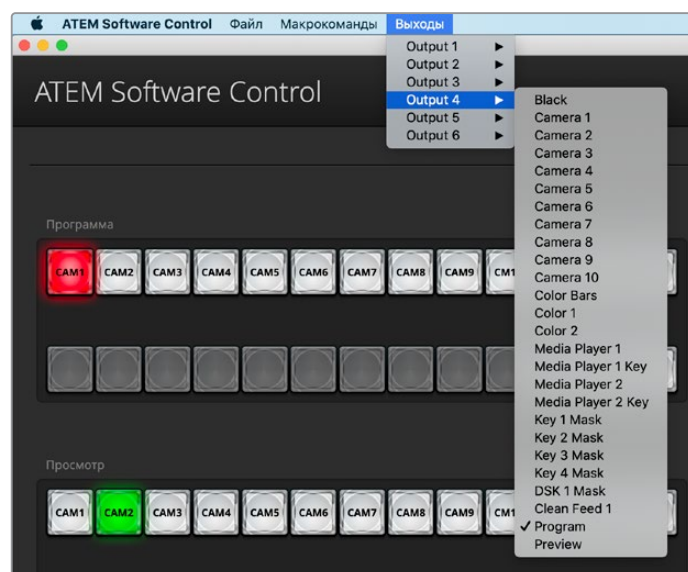 ATEM Software Control Файл Макрокоманды Выходы
Output 1
Output 2
Output 3
Output 4
Output 5
Output 6
ATEM Software Control
Black
Camera 1
Camera 2
Camera 3
Camera 4
Camera 5
Camera 6
Camera 7
Camera 8
Camera 9
Camera 10
Color Bars
Color 1
Color 2
Media Player 1
Media Player 1 Key
Media Player 2
Media Player 2 Key
Key 1 Mask
Key 2 Mask
Key 3 Mask
Key 4 Mask
DSK 1 Mask
Clean Feed 1
✓ Program
Preview
Программа
CAM1 CAM2 CAM3 CAM4 CAM5 CAM6 CAM7 CAM8 CAM9 CM1
Просмотр
CAM1 CAM2 CAM3 CAM4 CAM5 CAM6 CAM7 CAM8 CAM9 CM1